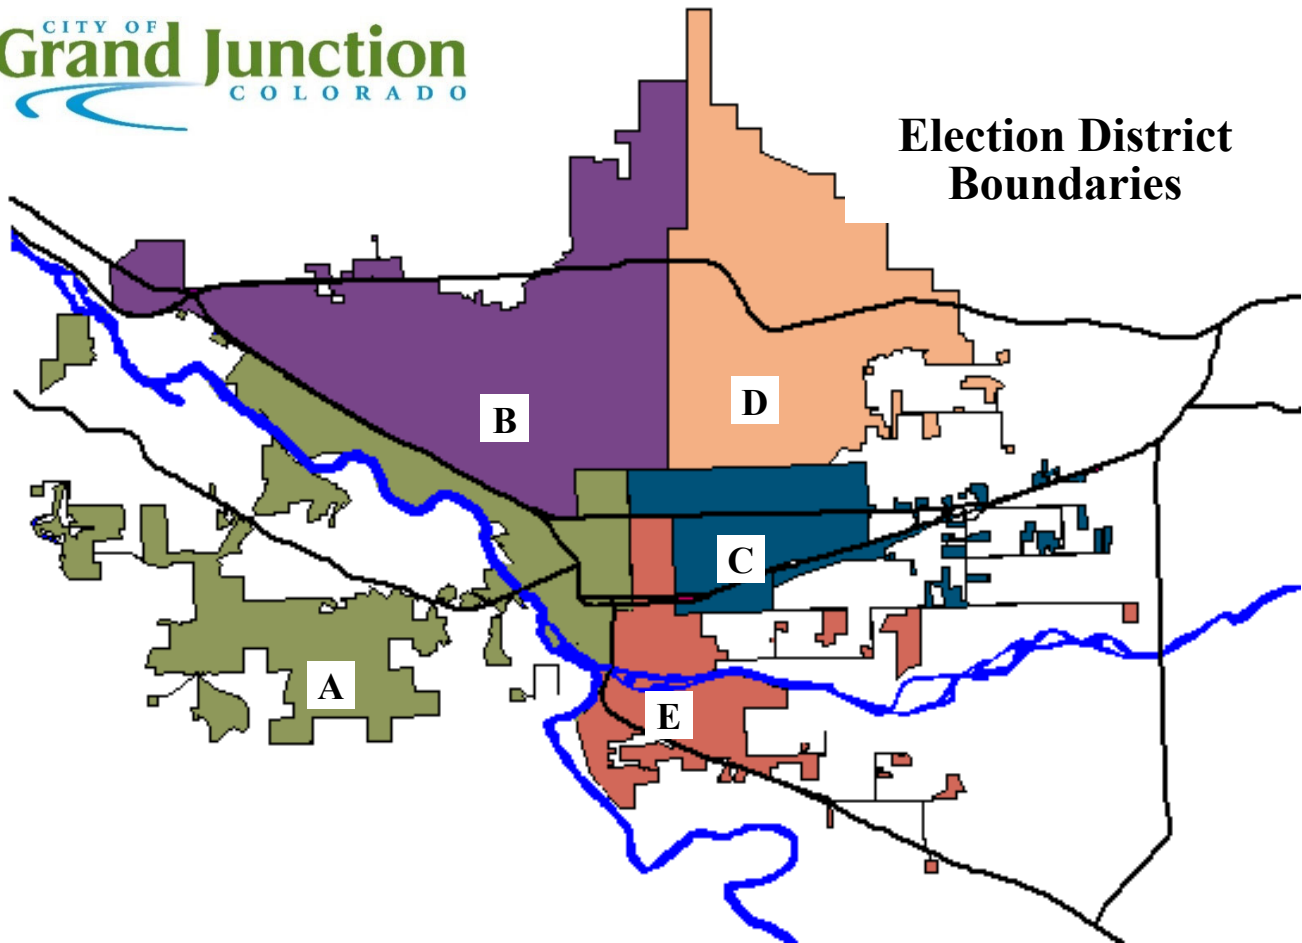 CITY OF
Grand Junction
COLORADO
Election District
Boundaries
B
D
C
A
E